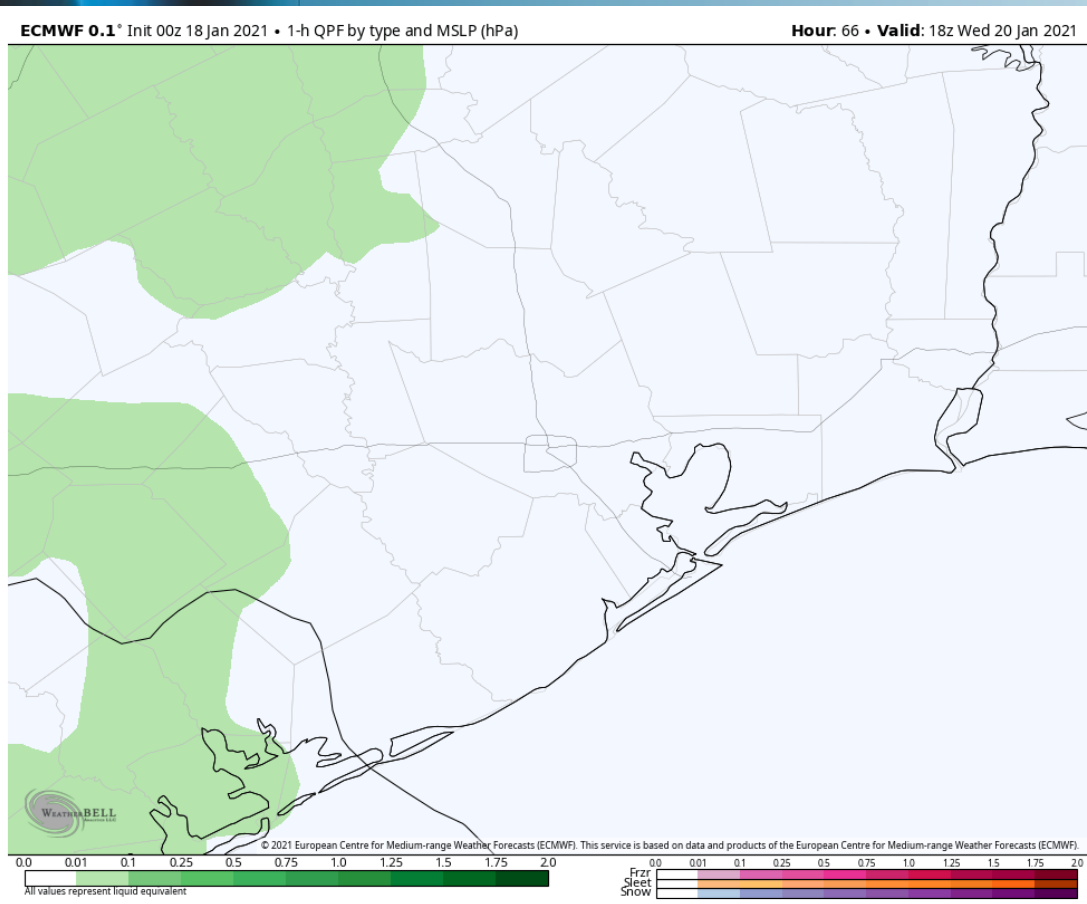 ECMWF 0.1° Init 00z 18 Jan 2021 • 1-h QPF by type and MSLP (hPa)
Hour: 66 • Valid: 18z Wed 20 Jan 2021
WEATHERBELL
© 2021 European Centre for Medium-range Weather Forecasts (ECMWF). This service is based on data and products of the European Centre for Medium-range Weather Forecasts (ECMWF).
0.0 0.01 0.1 0.25 0.5 0.75 1.0 1.25 1.5 1.75 2.0
All values represent liquid equivalent
0.0 0.01 0.1 0.25 0.5 0.75 1.0 1.25 1.5 1.75 2.0
Frzr
Sleet
Snow